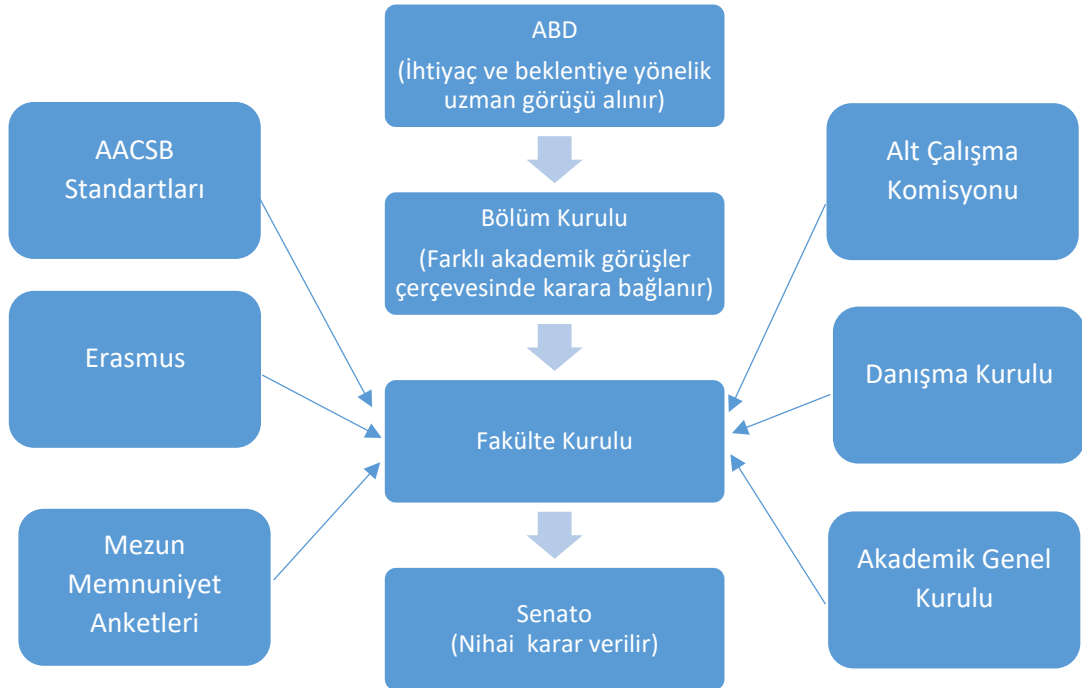 ABD
(İhtiyaç ve beklentiye yönelik
uzman görüşü alınır)
AACSB
Standartları
Alt Çalışma
Komisyonu
Bölüm Kurulu
(Farklı akademik görüşler
çerçevesinde karara bağlanır)
Erasmus
Danışma Kurulu
Fakülte Kurulu
Mezun
Memnuniyet
Anketleri
Akademik Genel
Kurulu
Senato
(Nihai  karar verilir)